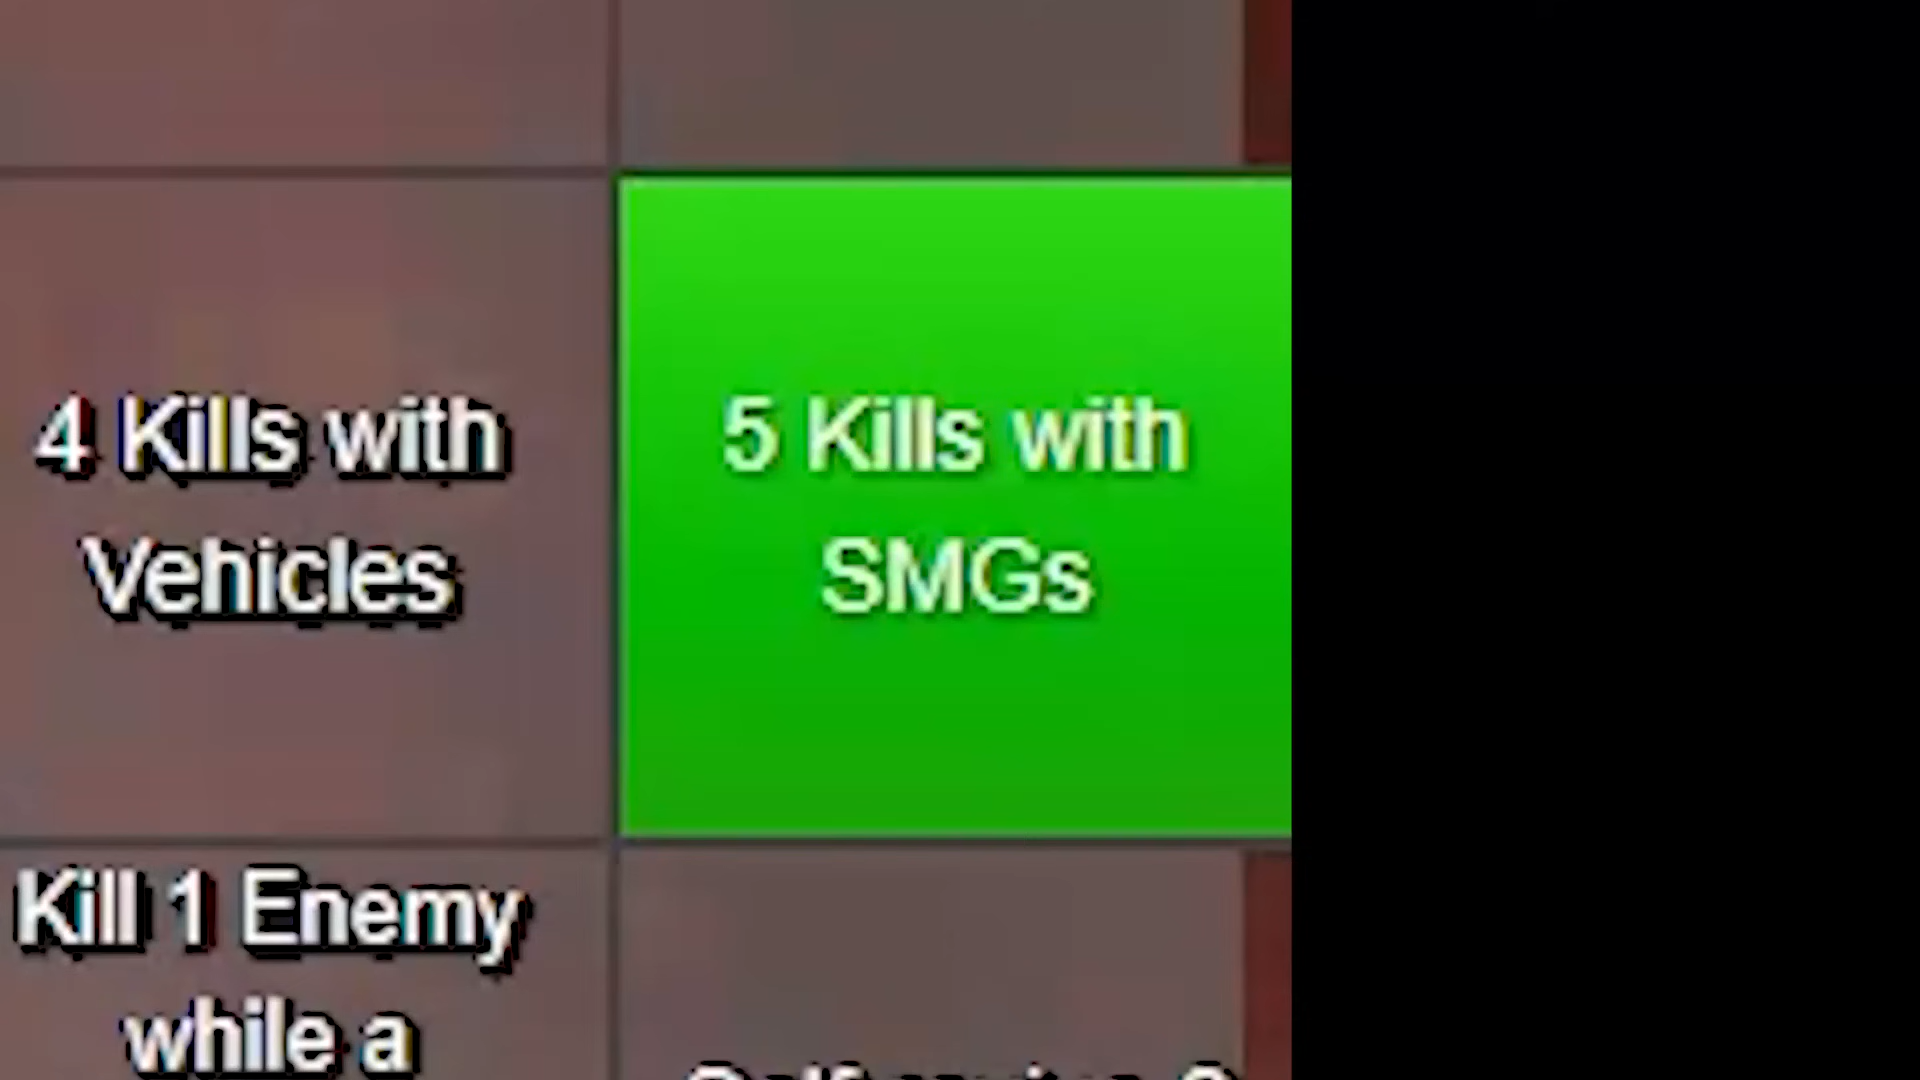 4 Kills with
Vehicles
5 Kills with
SMGs
Kill 1 Enemy
while a